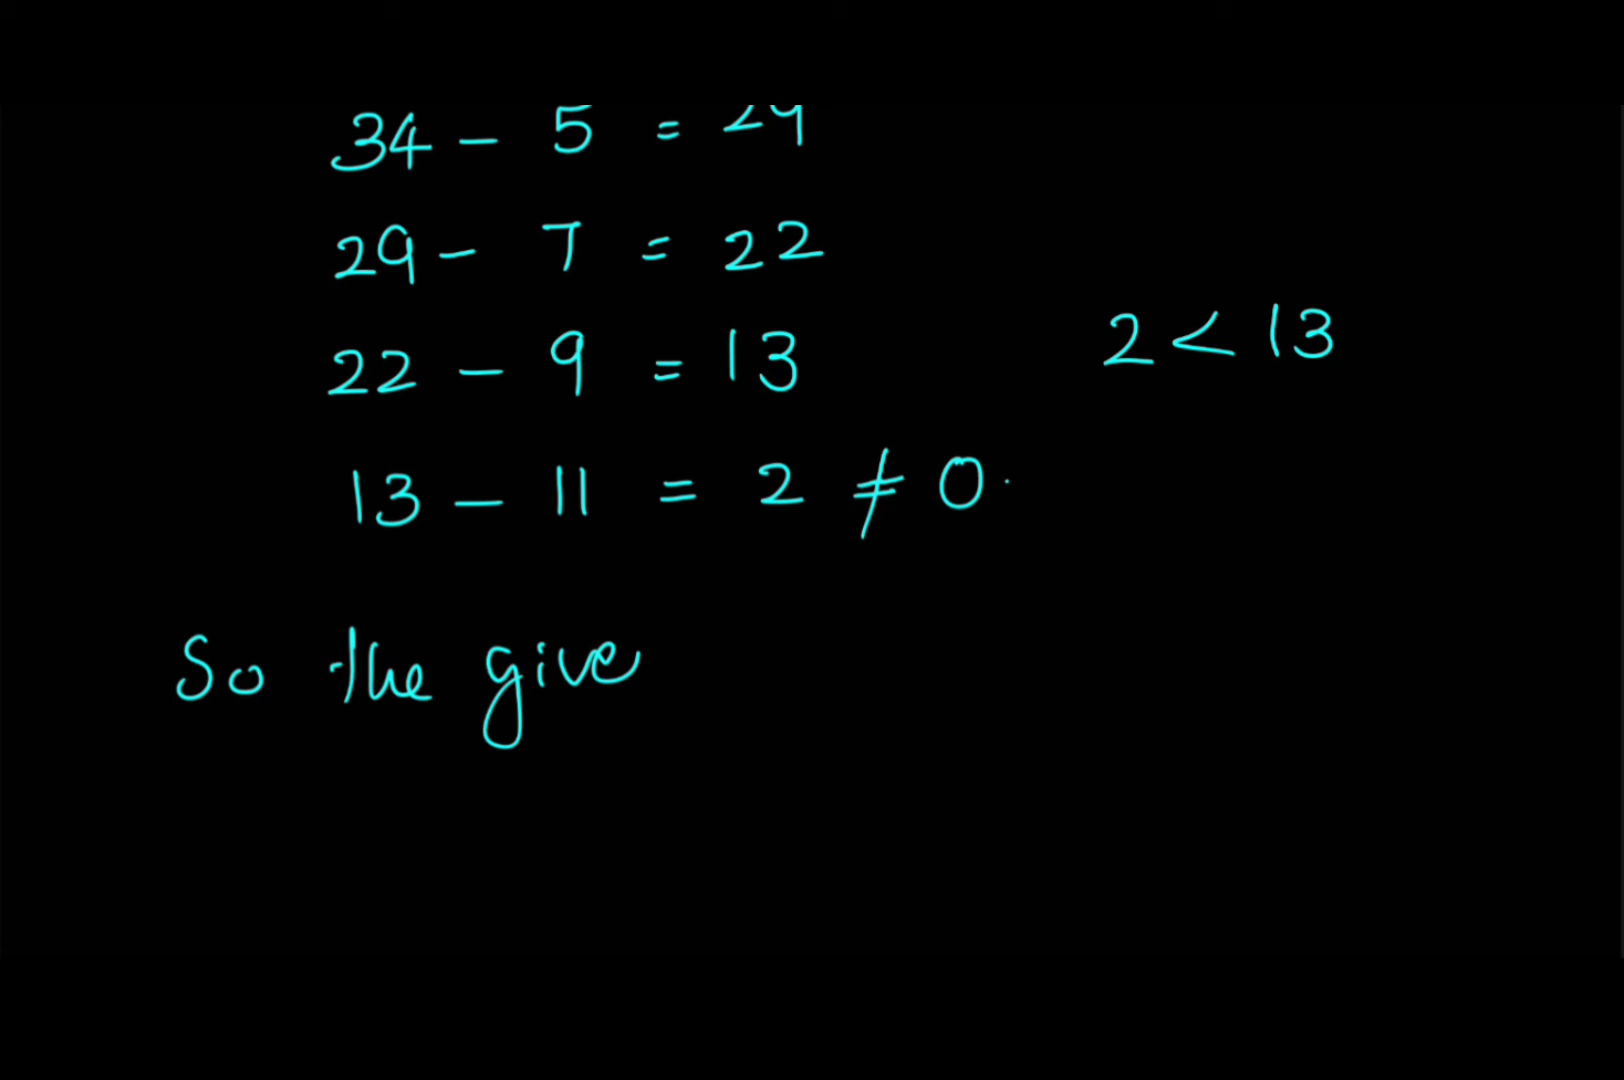 34 - 5 = 29
29 - 7 = 22
22 - 9 = 13
2 < 13
13 - 11 = 2 ≠ 0.
So the give